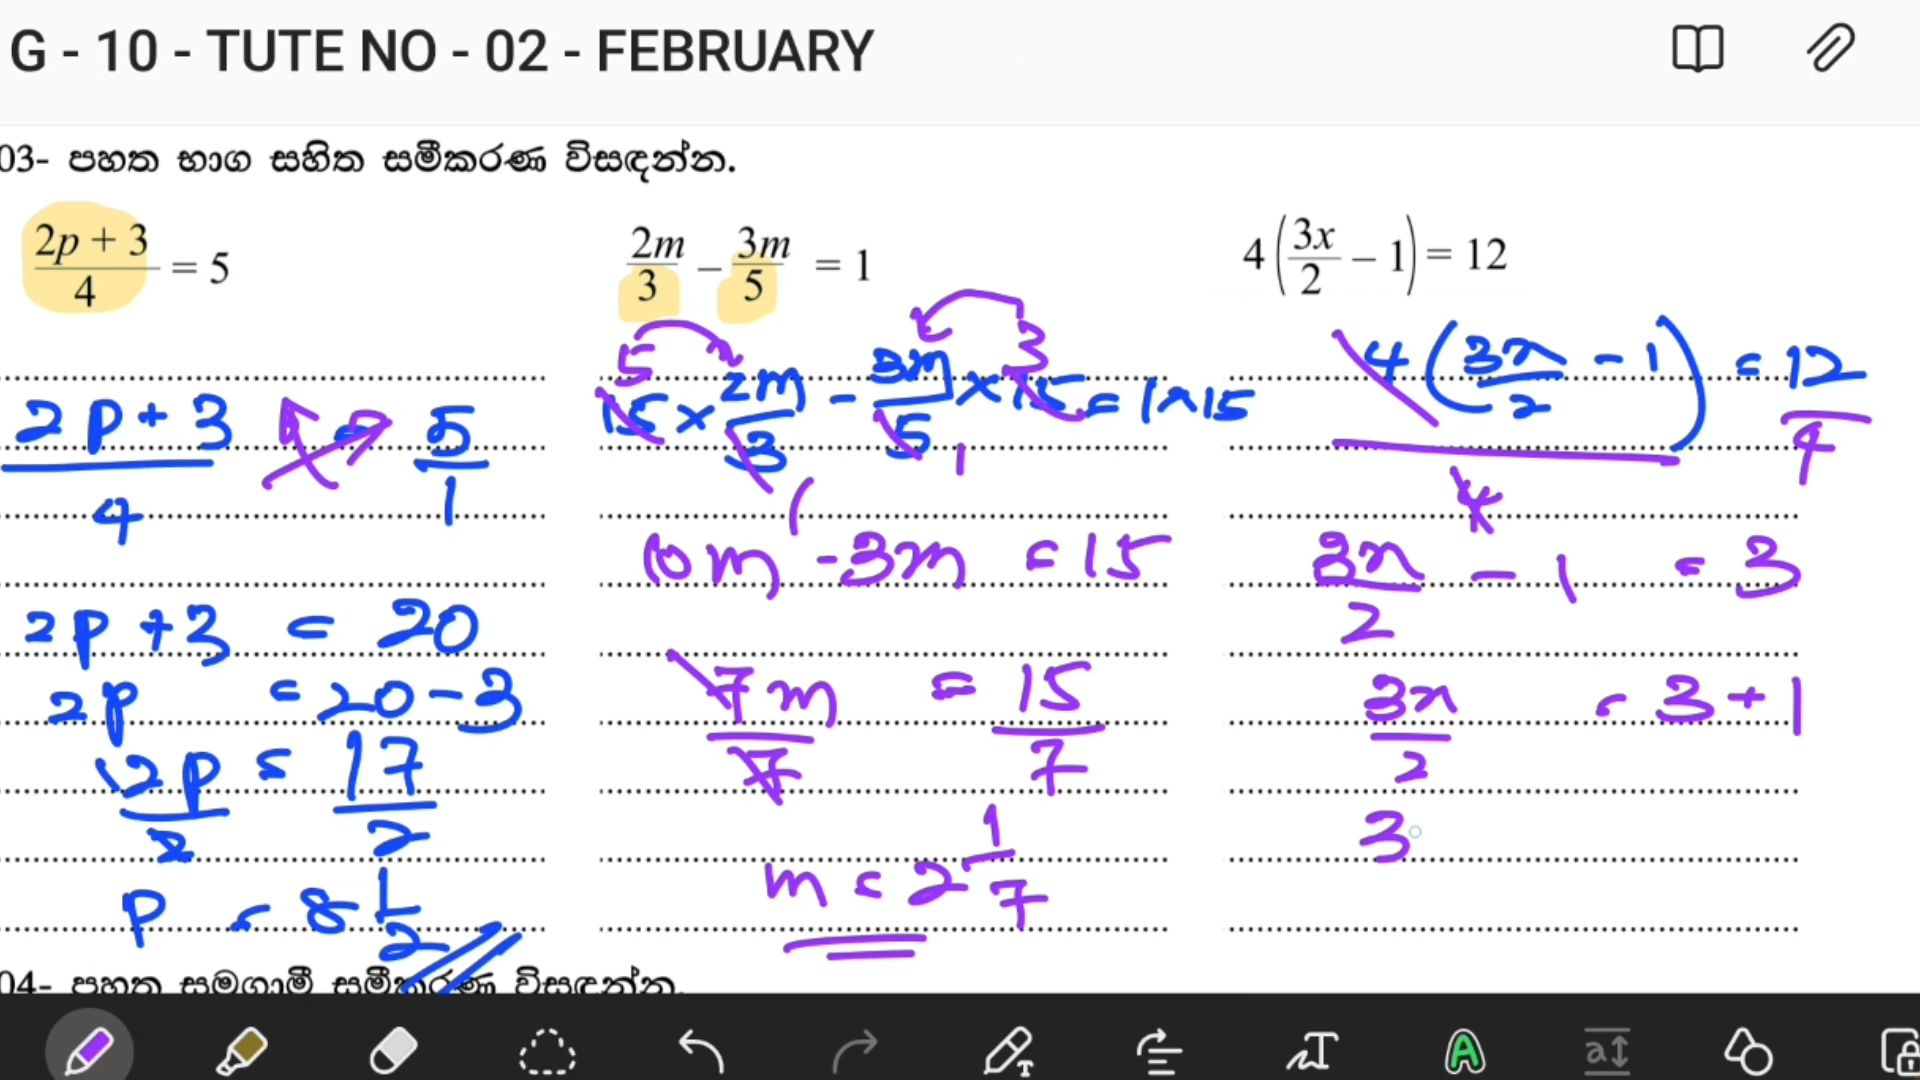 G - 10 - TUTE NO - 02 - FEBRUARY
03- පහත භාග සහිත සමීකරණ විසඳන්න.
(2p + 3)/4 = 5
2p + 3 / 4 = 5 / 1
2p + 3 = 20
2p = 20 - 3
2p / 2 = 17 / 2
p = 8 1/2
2m/3 − 3m/5 = 1
5 3
15 × 2m/3 - 3m/5 × 15 = 1 × 15
1 1
10m - 3m = 15
7m / 7 = 15 / 7
m = 2 1/7
4(3x/2 − 1) = 12
4(3x/2 - 1) / 4 = 12 / 4
3x/2 - 1 = 3
3x/2 = 3 + 1
3
04- පහත සමගාමී සමීකරණ විසඳන්න.